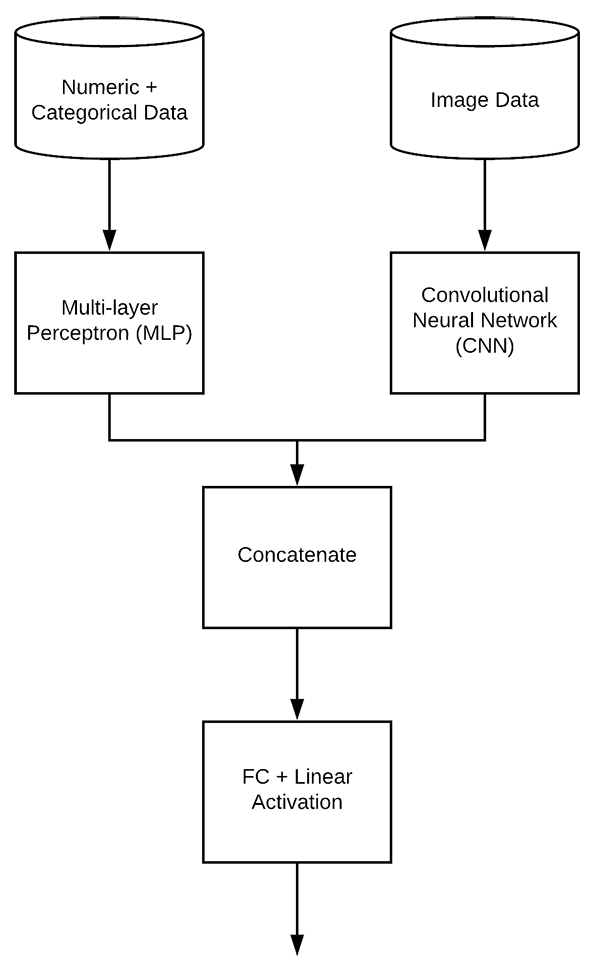 Numeric +
Categorical Data
Image Data
Multi-layer
Perceptron (MLP)
Convolutional
Neural Network
(CNN)
Concatenate
FC + Linear
Activation